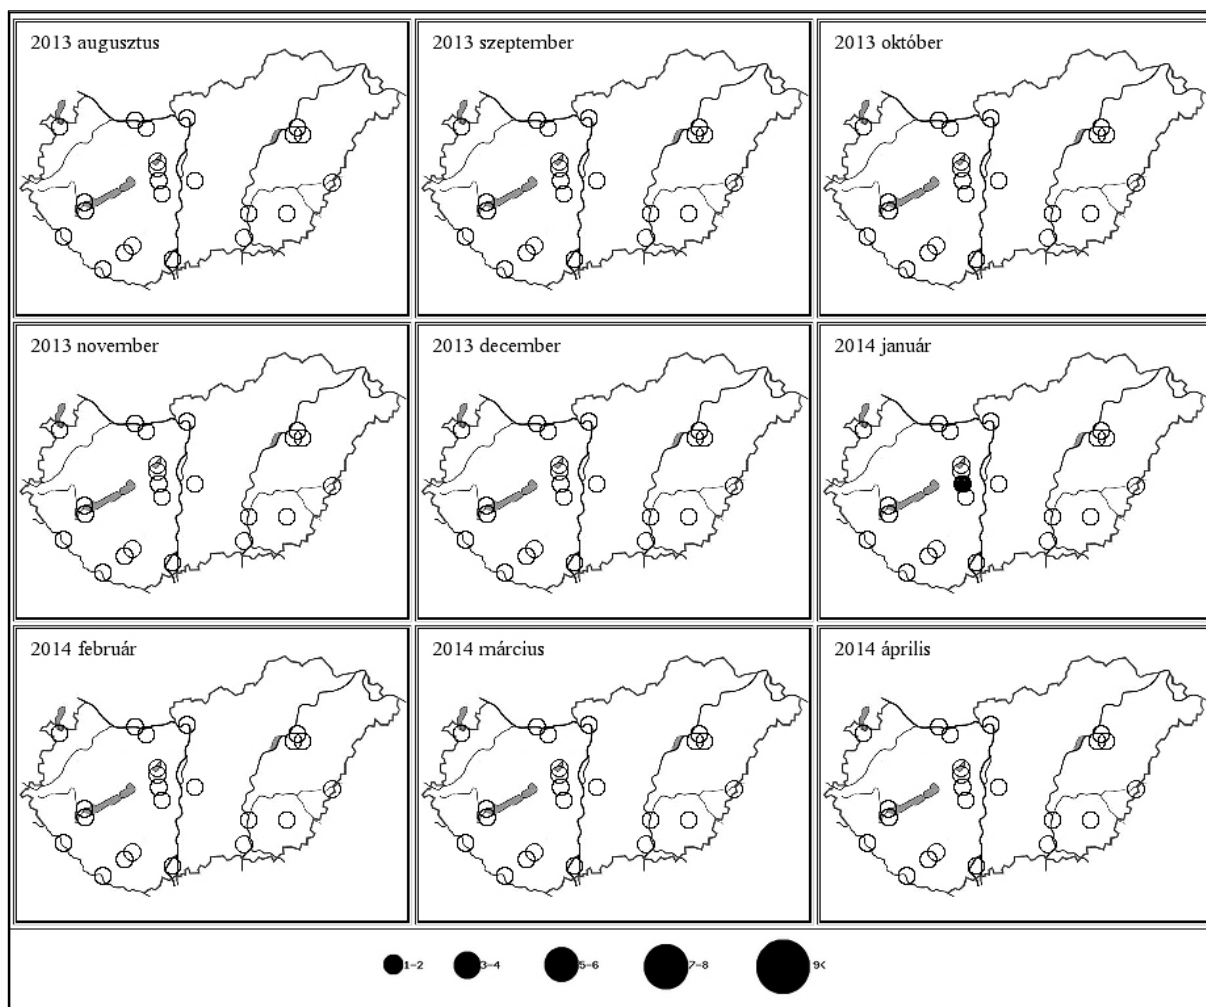 2013 augusztus
2013 szeptember
2013 október
2013 november
2013 december
2014 január
2014 február
2014 március
2014 április
1-2 3-4 5-6 7-8 9<